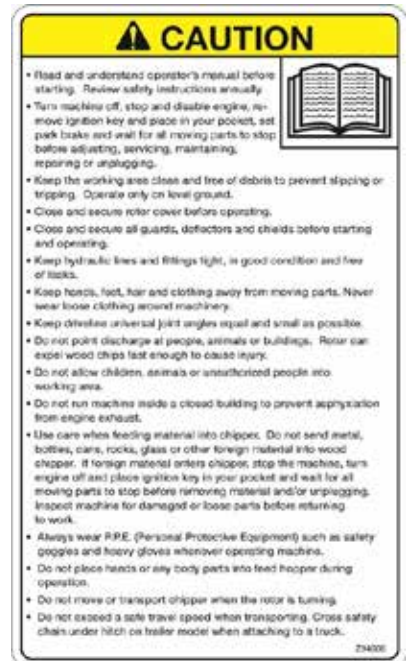 CAUTION
• Read and understand operator's manual before
starting. Review safety instructions annually.
• Turn machine off, stop and disable engine, re-
move ignition key and place in your pocket, set
park brake and wait for all moving parts to stop
before adjusting, servicing, maintaining,
repairing or unplugging.
• Keep the working area clean and free of debris to prevent slipping or
tripping. Operate only on level ground.
• Close and secure rotor cover before operating.
• Close and secure all guards, deflectors and shields before starting
and operating.
• Keep hydraulic lines and fittings tight, in good condition and free
of leaks.
• Keep hands, feet, hair and clothing away from moving parts. Never
wear loose clothing around machinery.
• Keep driveline universal joint angles equal and small as possible.
• Do not point discharge at people, animals or buildings. Rotor can
expel wood chips fast enough to cause injury.
• Do not allow children, animals or unauthorized people into
working area.
• Do not run machine inside a closed building to prevent asphyxiation
from engine exhaust.
• Use care when feeding material into chipper. Do not send metal,
bottles, cans, rocks, glass or other foreign material into wood
chipper. If foreign material enters chipper, stop the machine, turn
engine off and place ignition key in your pocket and wait for all
moving parts to stop before removing material and/or unplugging.
Inspect machine for damaged or loose parts before returning
to work.
• Always wear P.P.E. (Personal Protective Equipment) such as safety
goggles and heavy gloves whenever operating machine.
• Do not place hands or any body parts into feed hopper during
operation.
• Do not move or transport chipper when the rotor is turning.
• Do not exceed a safe travel speed when transporting. Cross safety
chain under hitch on trailer model when attaching to a truck.